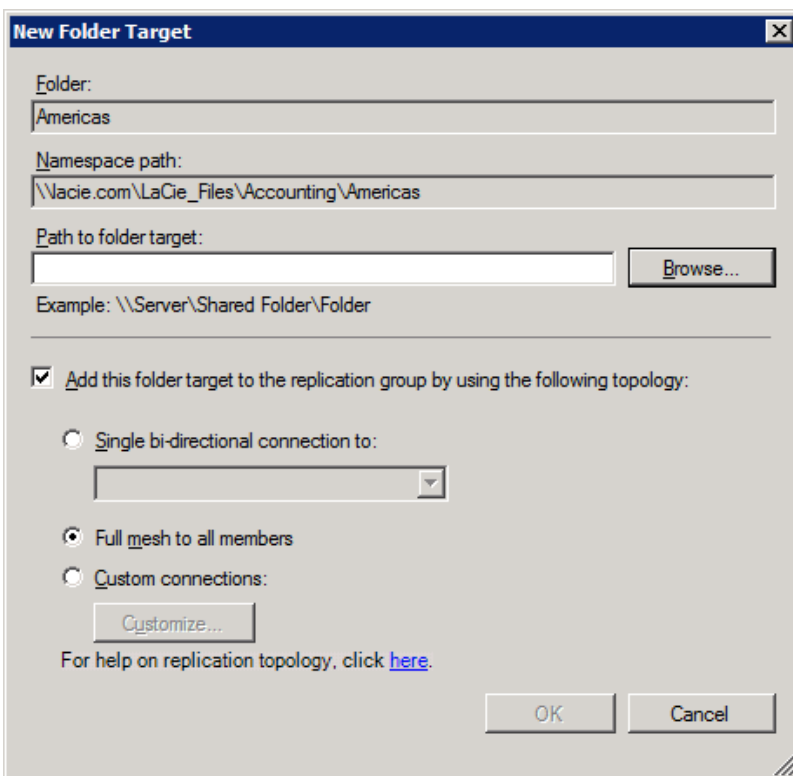 New Folder Target
Folder:
Americas
Namespace path:
\\lacie.com\LaCie_Files\Accounting\Americas
Path to folder target:
Browse...
Example: \\Server\Shared Folder\Folder
Add this folder target to the replication group by using the following topology:
Single bi-directional connection to:
Full mesh to all members
Custom connections:
Customize...
For help on replication topology, click here.
OK Cancel